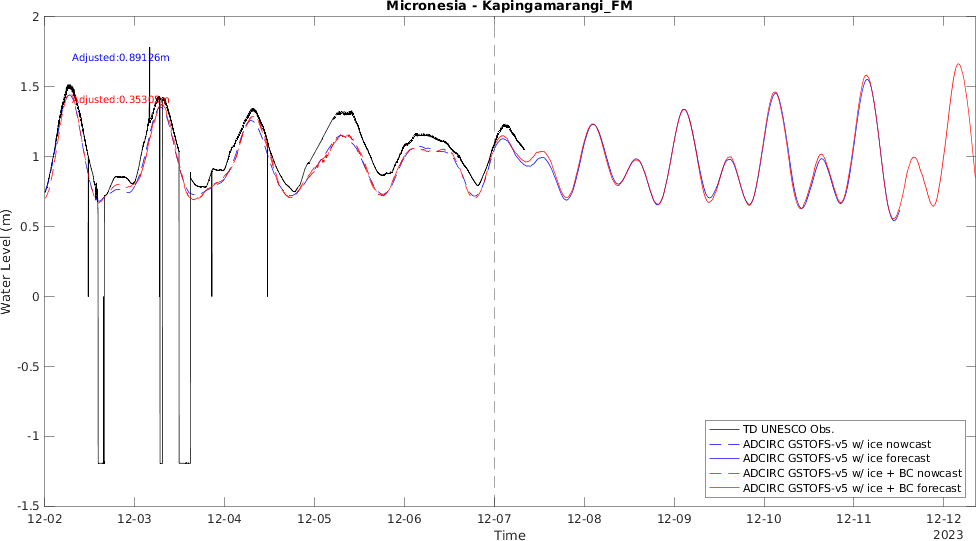 Micronesia - Kapingamarangi_FM
2
Adjusted:0.89126m
1.5
1
0.5
0
-0.5
-1
-1.5
Water Level (m)
TD UNESCO Obs.
ADCIRC GSTOFS-v5 w/ ice nowcast
ADCIRC GSTOFS-v5 w/ ice forecast
ADCIRC GSTOFS-v5 w/ ice + BC nowcast
ADCIRC GSTOFS-v5 w/ ice + BC forecast
12-02 12-03 12-04 12-05 12-06 12-07 12-08 12-09 12-10 12-11 12-12
Time
2023